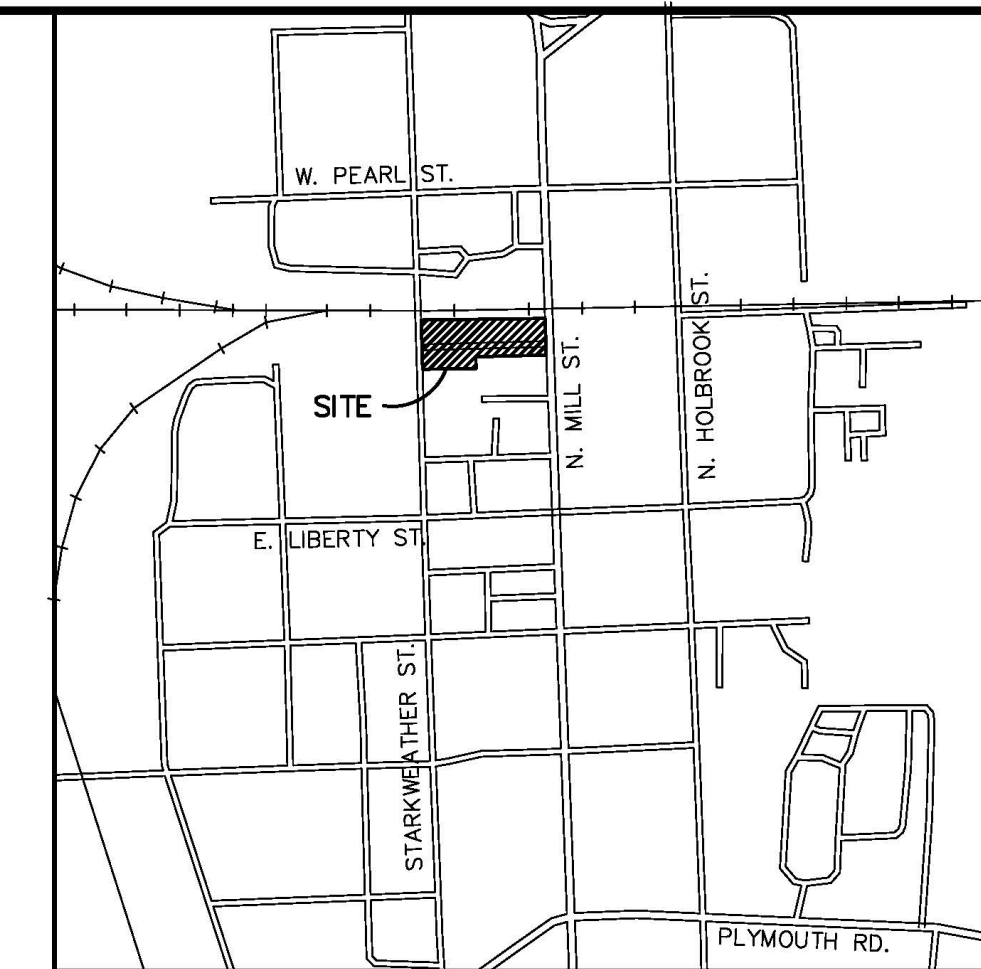 W. PEARL ST.
N. HOLBROOK ST.
SITE
N. MILL ST.
E. LIBERTY ST.
STARKWEATHER ST.
PLYMOUTH RD.